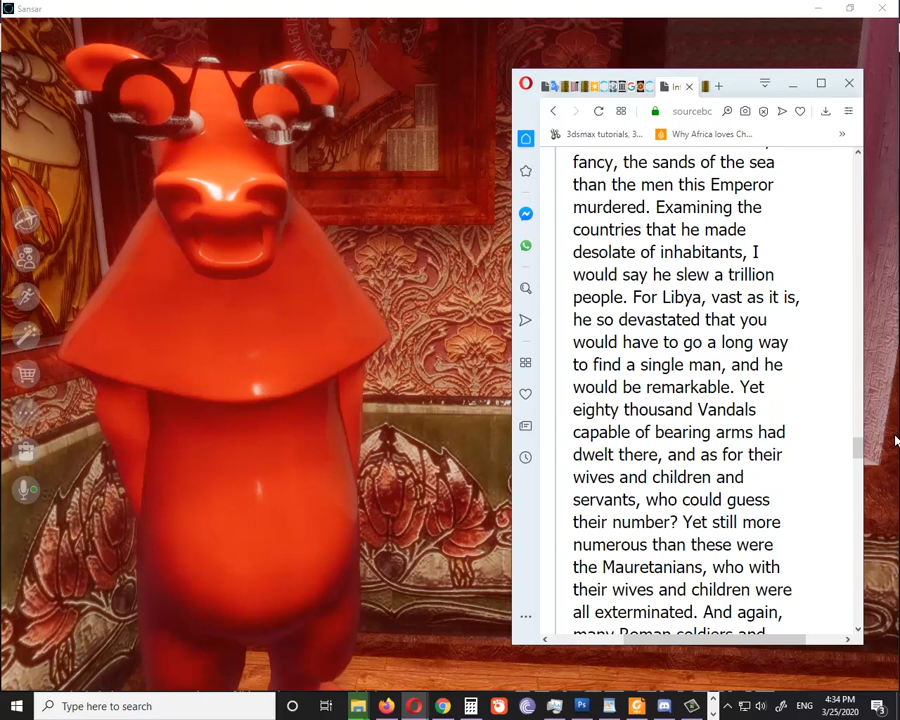 Sansar
Int
sourcebc
3dsmax tutorials, 3...
Why Africa loves Ch...
»
fancy, the sands of the sea
than the men this Emperor
murdered. Examining the
countries that he made
desolate of inhabitants, I
would say he slew a trillion
people. For Libya, vast as it is,
he so devastated that you
would have to go a long way
to find a single man, and he
would be remarkable. Yet
eighty thousand Vandals
capable of bearing arms had
dwelt there, and as for their
wives and children and
servants, who could guess
their number? Yet still more
numerous than these were
the Mauretanians, who with
their wives and children were
all exterminated. And again,
many Roman soldiers and
Type here to search
ENG
4:34 PM
3/25/2020
3